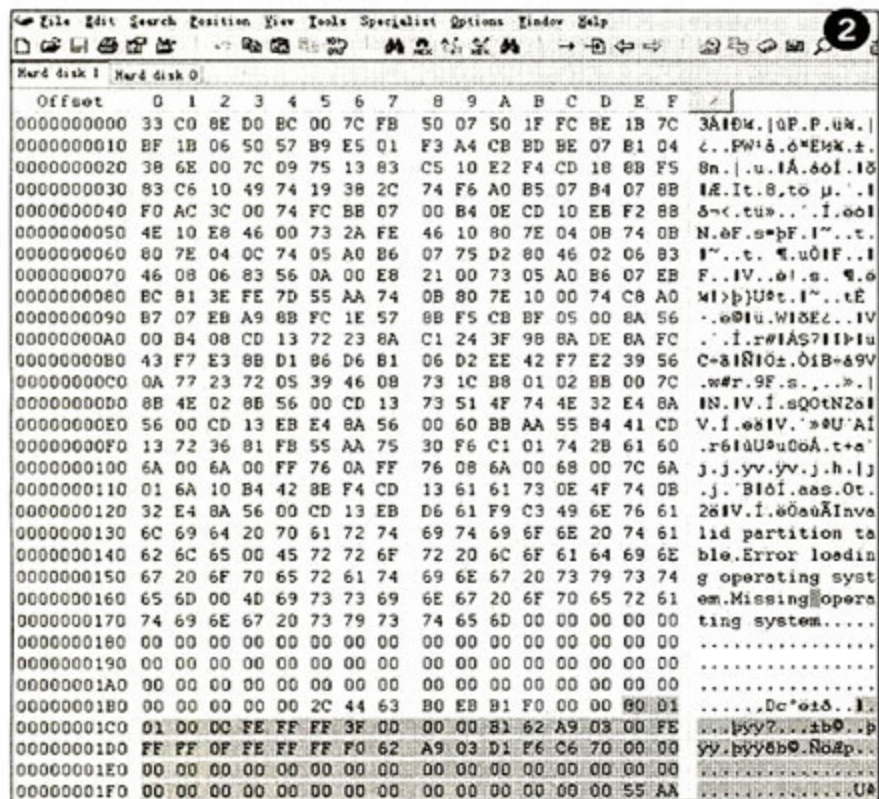 File Edit Search Position View Tools Specialist Options Window Help
2
Hard disk 1 Hard disk 0
Offset 0 1 2 3 4 5 6 7 8 9 A B C D E F
0000000000 33 C0 8E D0 BC 00 7C FB 50 07 50 1F FC BE 1B 7C
0000000010 BF 1B 06 50 57 B9 E5 01 F3 A4 CB BD BE 07 B1 04
0000000020 38 6E 00 7C 09 75 13 83 C5 10 E2 F4 CD 18 8B F5
0000000030 83 C6 10 49 74 19 38 2C 74 F6 A0 B5 07 B4 07 8B
0000000040 F0 AC 3C 00 74 FC BB 07 00 B4 0E CD 10 EB F2 88
0000000050 4E 10 E8 46 00 73 2A FE 46 10 80 7E 04 0B 74 0B
0000000060 80 7E 04 0C 74 05 A0 B6 07 75 D2 80 46 02 06 83
0000000070 46 08 06 83 56 0A 00 E8 21 00 73 05 A0 B6 07 EB
0000000080 BC 81 3E FE 7D 55 AA 74 0B 80 7E 10 00 74 C8 A0
0000000090 B7 07 EB A9 8B FC 1E 57 8B F5 CB BF 05 00 8A 56
00000000A0 00 B4 08 CD 13 72 23 8A C1 24 3F 98 8A DE 8A FC
00000000B0 43 F7 E3 8B D1 86 D6 B1 06 D2 EE 42 F7 E2 39 56
00000000C0 0A 77 23 72 05 39 46 08 73 1C B8 01 02 BB 00 7C
00000000D0 8B 4E 02 8B 56 00 CD 13 73 51 4F 74 4E 32 E4 8A
00000000E0 56 00 CD 13 EB E4 8A 56 00 60 BB AA 55 B4 41 CD
00000000F0 13 72 36 81 FB 55 AA 75 30 F6 C1 01 74 2B 61 60
0000000100 6A 00 6A 00 FF 76 0A FF 76 08 6A 00 68 00 7C 6A j.j.ÿv.ÿv.j.h.|j
0000000110 01 6A 10 B4 42 8B F4 CD 13 61 61 73 0E 4F 74 0B
0000000120 32 E4 8A 56 00 CD 13 EB D6 61 F9 C3 49 6E 76 61
0000000130 6C 69 64 20 70 61 72 74 69 74 69 6F 6E 20 74 61 lid partition ta
0000000140 62 6C 65 00 45 72 72 6F 72 20 6C 6F 61 64 69 6E ble.Error loadin
0000000150 67 20 6F 70 65 72 61 74 69 6E 67 20 73 79 73 74 g operating syst
0000000160 65 6D 00 4D 69 73 73 69 6E 67 20 6F 70 65 72 61 em.Missing opera
0000000170 74 69 6E 67 20 73 79 73 74 65 6D 00 00 00 00 00 ting system.....
0000000180 00 00 00 00 00 00 00 00 00 00 00 00 00 00 00 00 ................
0000000190 00 00 00 00 00 00 00 00 00 00 00 00 00 00 00 00 ................
00000001A0 00 00 00 00 00 00 00 00 00 00 00 00 00 00 00 00 ................
00000001B0 00 00 00 00 00 2C 44 63 B0 EB B1 F0 00 00 80 01
00000001C0 01 00 0C FE FF FF 3F 00 00 00 B1 62 A9 03 00 FE
00000001D0 FF FF 0F FE FF FF F0 62 A9 03 D1 F6 C6 70 00 00
00000001E0 00 00 00 00 00 00 00 00 00 00 00 00 00 00 00 00 ................
00000001F0 00 00 00 00 00 00 00 00 00 00 00 00 00 00 55 AA